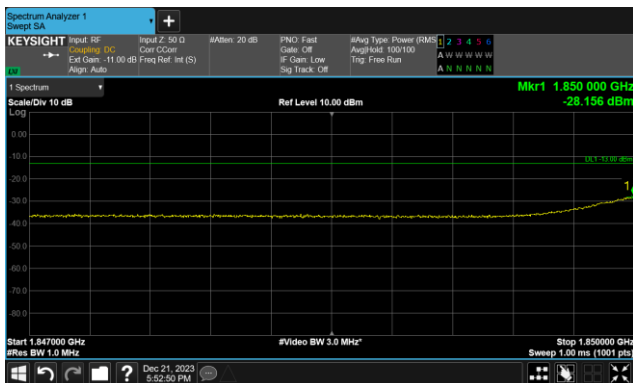 Spectrum Analyzer 1
Swept SA
+
KEYSIGHT
Input: RF
Coupling: DC
Ext Gain: -11.00 dB
Align: Auto
Input Z: 50 Ω
Corr CCorr
Freq Ref: Int (S)
#Atten: 20 dB
PNO: Fast
Gate: Off
IF Gain: Low
Sig Track: Off
#Avg Type: Power (RMS
Avg|Hold: 100/100
Trig: Free Run
1 2 3 4 5 6
A W W W W W
A N N N N N
1 Spectrum
Mkr1 1.850 000 GHz
Scale/Div 10 dB
Ref Level 10.00 dBm
-28.156 dBm
Log
0.00
-10.0
DL1 -13.00 dBm
-20.0
1
-30.0
-40.0
-50.0
-60.0
-70.0
-80.0
Start 1.847000 GHz
#Video BW 3.0 MHz*
Stop 1.850000 GHz
#Res BW 1.0 MHz
Sweep 1.00 ms (1001 pts)
?
Dec 21, 2023
5:52:50 PM